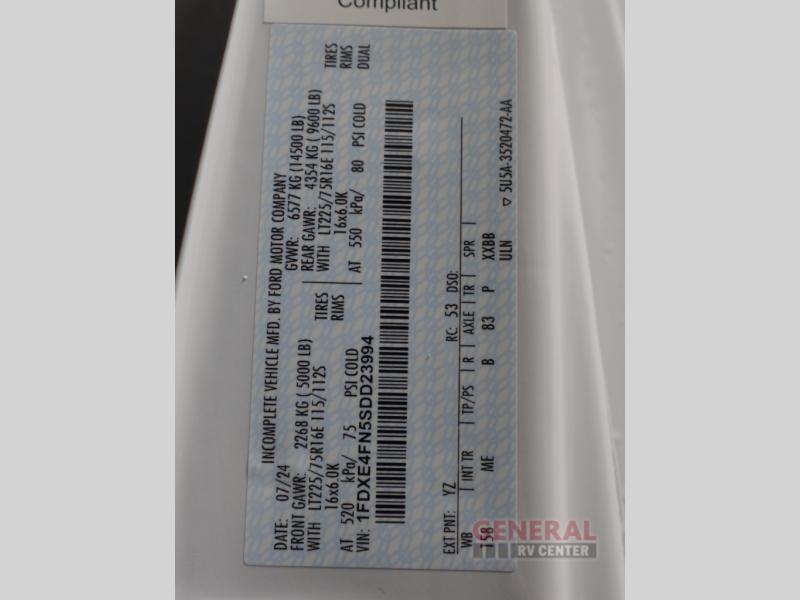 Compliant
INCOMPLETE VEHICLE MFD. BY FORD MOTOR COMPANY
DATE: 07/24 GVWR: 6577 KG (14500 LB)
FRONT GAWR: 2268 KG ( 5000 LB) REAR GAWR: 4354 KG ( 9600 LB)
WITH LT225/75R16E 115/112S TIRES WITH LT225/75R16E 115/112S TIRES
16x6.0K RIMS 16x6.0K RIMS
AT 520 kPa/ 75 PSI COLD AT 550 kPa/ 80 PSI COLD DUAL
VIN: 1FDXE4FN5SDD23994
EXT PNT: YZ RC: 53 DSO:
WB INT TR TP/PS R AXLE TR SPR
158 ME B 83 P XXBB
ULN ▽ 5U5A-3520472-AA
GENERAL
RV CENTER